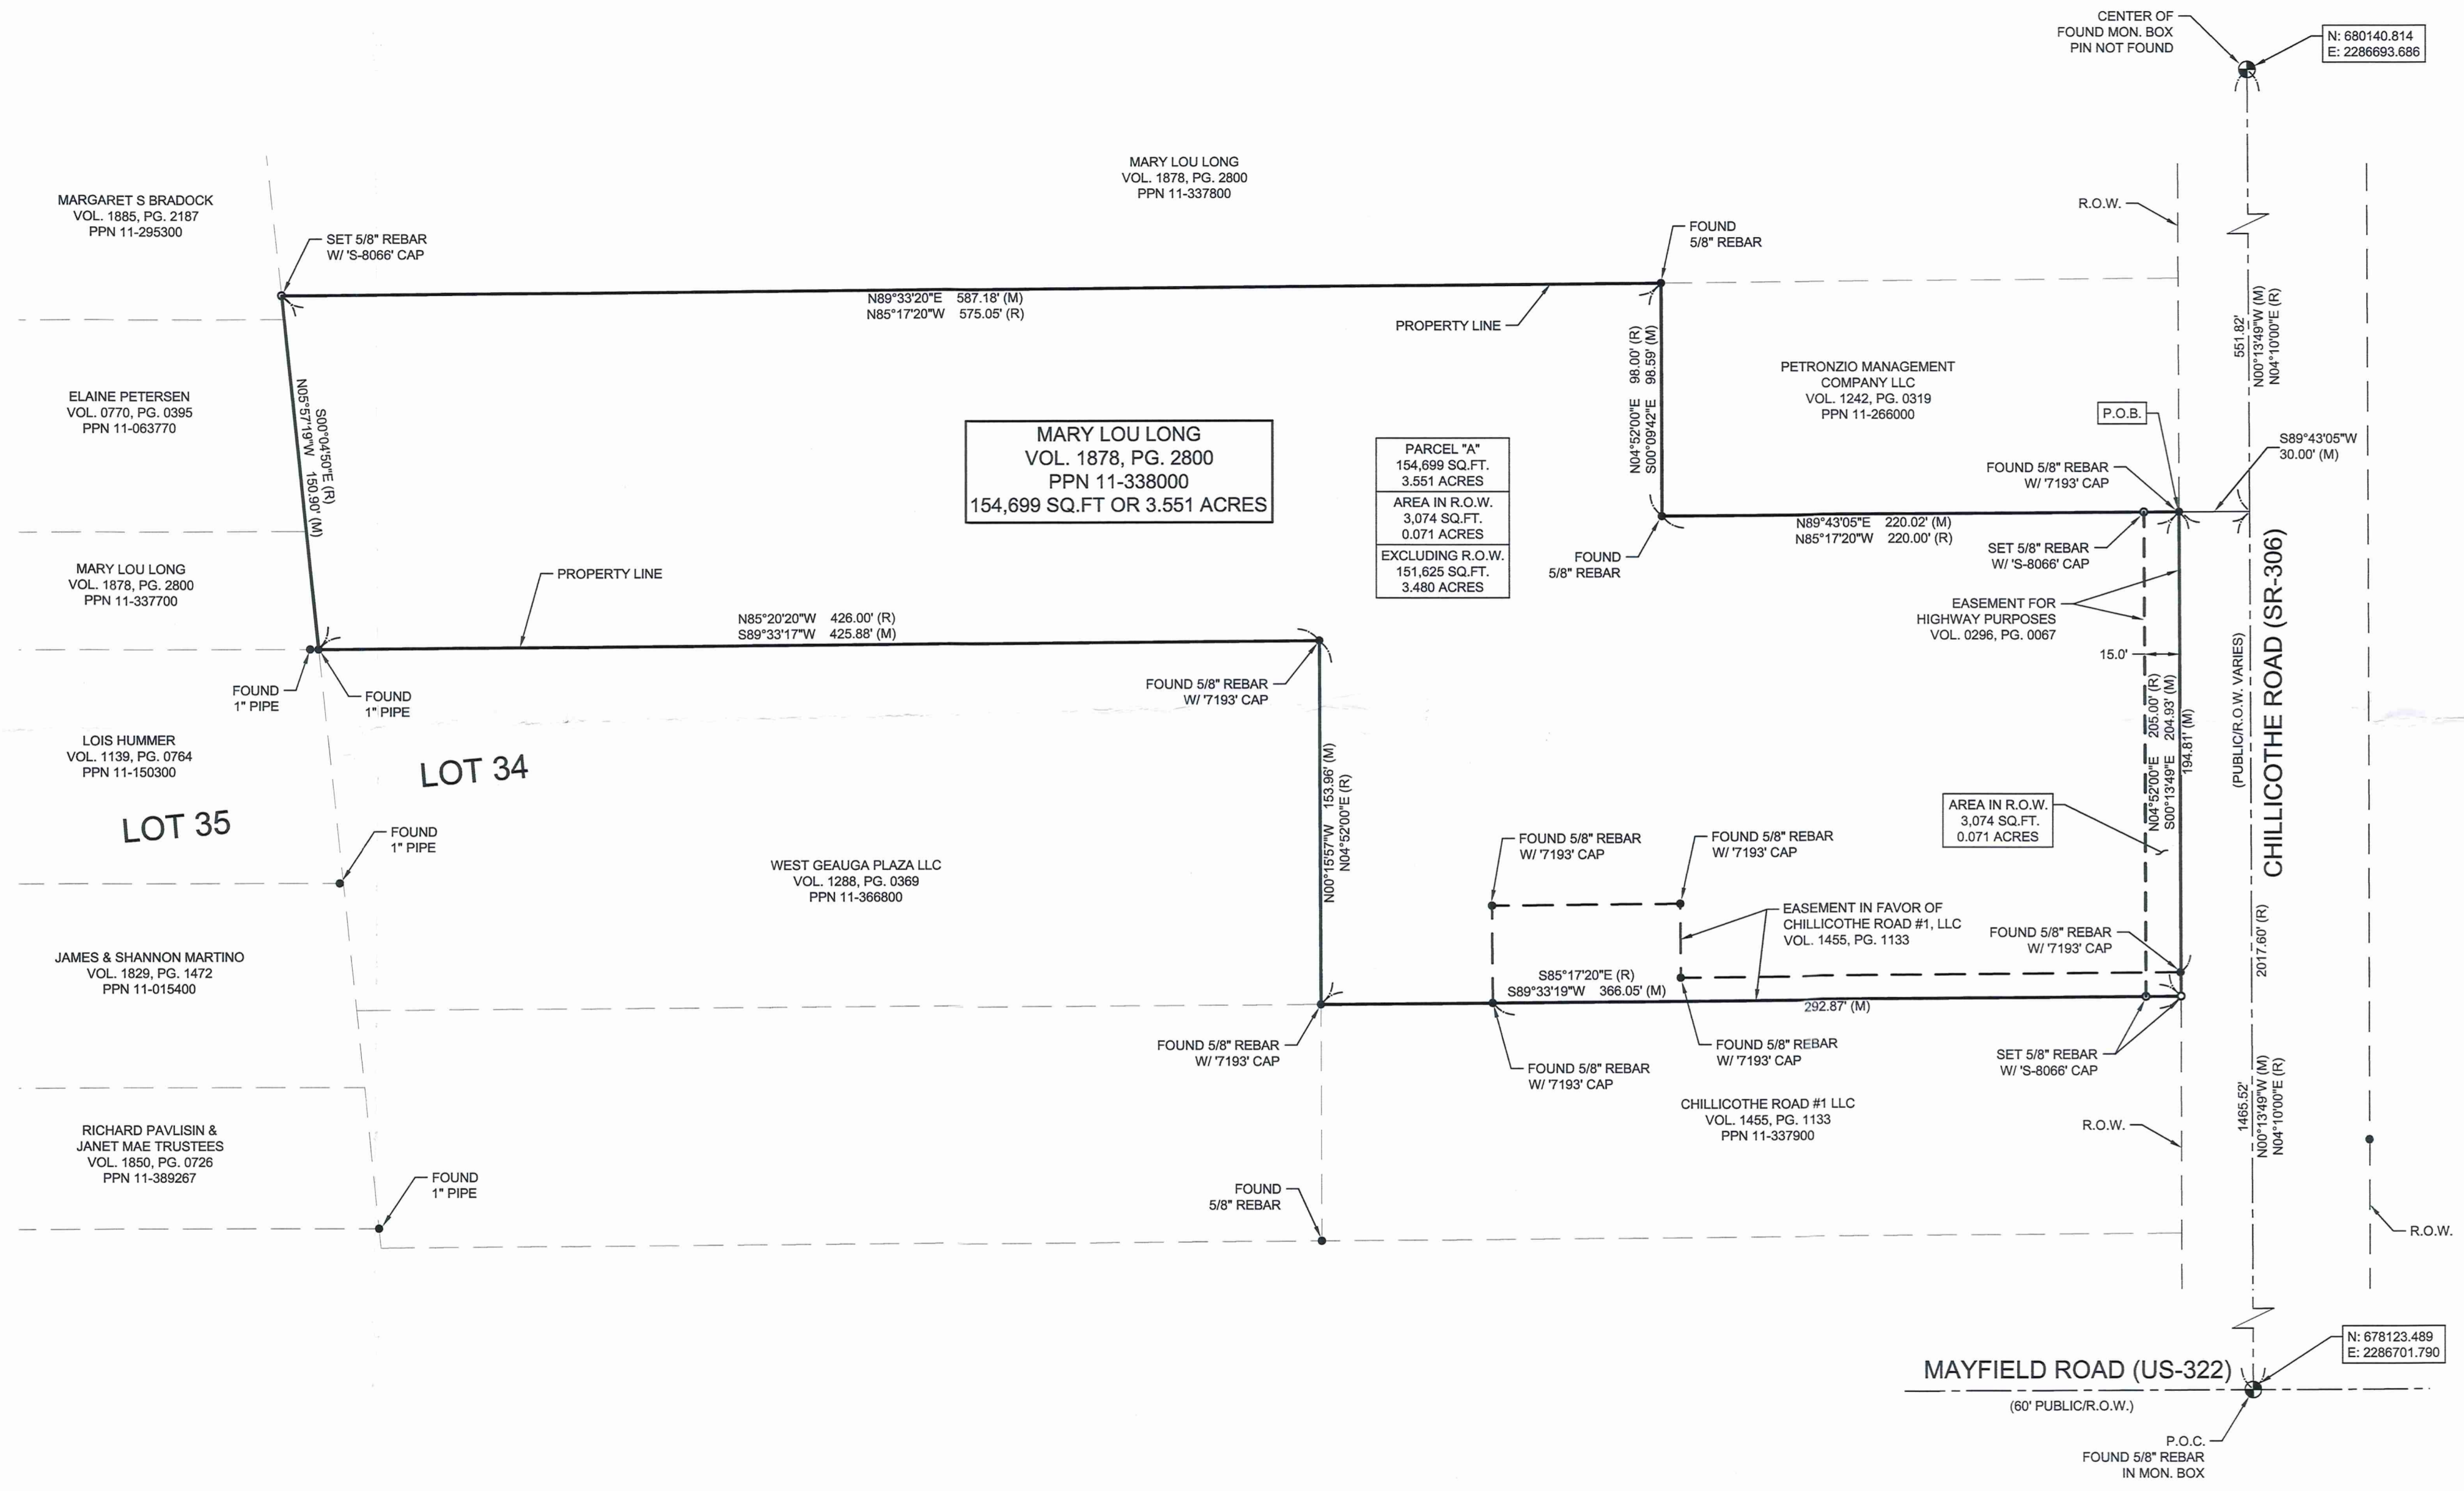 CENTER OF
FOUND MON. BOX
PIN NOT FOUND
N: 680140.814
E: 2286693.686
MARY LOU LONG
VOL. 1878, PG. 2800
PPN 11-337800
MARGARET S BRADOCK
VOL. 1885, PG. 2187
PPN 11-295300
SET 5/8" REBAR
W/ 'S-8066' CAP
FOUND
5/8" REBAR
R.O.W.
N89°33'20"E 587.18' (M)
N85°17'20"W 575.05' (R)
PROPERTY LINE
N04°52'00"E 98.00' (R)
S00°09'42"E 98.59' (M)
551.82'
N00°13'49"W (M)
N04°10'00"E (R)
PETRONZIO MANAGEMENT
COMPANY LLC
VOL. 1242, PG. 0319
PPN 11-266000
P.O.B.
S89°43'05"W
30.00' (M)
ELAINE PETERSEN
VOL. 0770, PG. 0395
PPN 11-063770
S00°04'50"E (R)
N05°57'19"W 150.90' (M)
MARY LOU LONG
VOL. 1878, PG. 2800
PPN 11-338000
154,699 SQ.FT OR 3.551 ACRES
PARCEL "A"
154,699 SQ.FT.
3.551 ACRES
AREA IN R.O.W.
3,074 SQ.FT.
0.071 ACRES
EXCLUDING R.O.W.
151,625 SQ.FT.
3.480 ACRES
FOUND 5/8" REBAR
W/ '7193' CAP
N89°43'05"E 220.02' (M)
N85°17'20"W 220.00' (R)
FOUND
5/8" REBAR
SET 5/8" REBAR
W/ 'S-8066' CAP
EASEMENT FOR
HIGHWAY PURPOSES
VOL. 0296, PG. 0067
15.0'
MARY LOU LONG
VOL. 1878, PG. 2800
PPN 11-337700
PROPERTY LINE
N85°20'20"W 426.00' (R)
S89°33'17"W 425.88' (M)
FOUND
1" PIPE
FOUND
1" PIPE
FOUND 5/8" REBAR
W/ '7193' CAP
N04°52'00"E 205.00' (R)
S00°13'49"E 204.93' (M)
194.81' (M)
(PUBLIC/R.O.W. VARIES)
CHILLICOTHE ROAD (SR-306)
LOIS HUMMER
VOL. 1139, PG. 0764
PPN 11-150300
LOT 34
LOT 35
FOUND
1" PIPE
N00°15'57"W 153.96' (M)
N04°52'00"E (R)
WEST GEAUGA PLAZA LLC
VOL. 1288, PG. 0369
PPN 11-366800
FOUND 5/8" REBAR
W/ '7193' CAP
FOUND 5/8" REBAR
W/ '7193' CAP
AREA IN R.O.W.
3,074 SQ.FT.
0.071 ACRES
EASEMENT IN FAVOR OF
CHILLICOTHE ROAD #1, LLC
VOL. 1455, PG. 1133
FOUND 5/8" REBAR
W/ '7193' CAP
2017.60' (R)
JAMES & SHANNON MARTINO
VOL. 1829, PG. 1472
PPN 11-015400
S85°17'20"E (R)
S89°33'19"W 366.05' (M)
292.87' (M)
FOUND 5/8" REBAR
W/ '7193' CAP
FOUND 5/8" REBAR
W/ '7193' CAP
FOUND 5/8" REBAR
W/ '7193' CAP
SET 5/8" REBAR
W/ 'S-8066' CAP
1465.52'
N00°13'49"W (M)
N04°10'00"E (R)
CHILLICOTHE ROAD #1 LLC
VOL. 1455, PG. 1133
PPN 11-337900
R.O.W.
RICHARD PAVLISIN &
JANET MAE TRUSTEES
VOL. 1850, PG. 0726
PPN 11-389267
FOUND
1" PIPE
FOUND
5/8" REBAR
R.O.W.
N: 678123.489
E: 2286701.790
MAYFIELD ROAD (US-322)
(60' PUBLIC/R.O.W.)
P.O.C.
FOUND 5/8" REBAR
IN MON. BOX